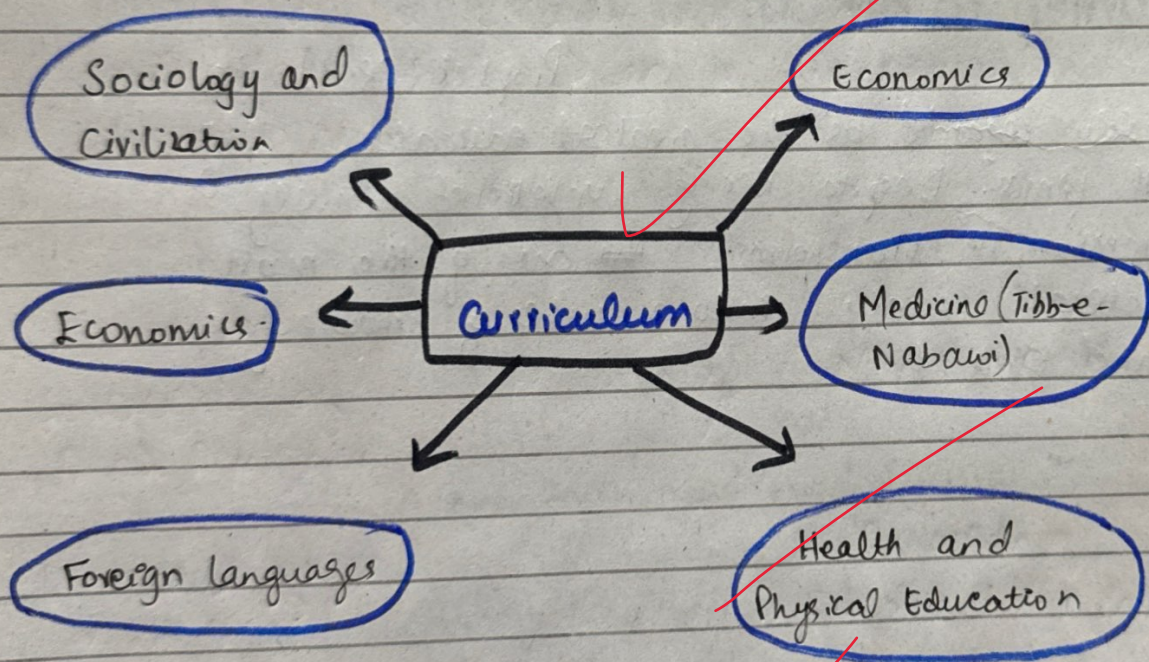 Sociology and
Civilization
Economics
Curriculum
Economics
Medicine (Tibb-e-
Nabawi)
Foreign languages
Health and
Physical Education